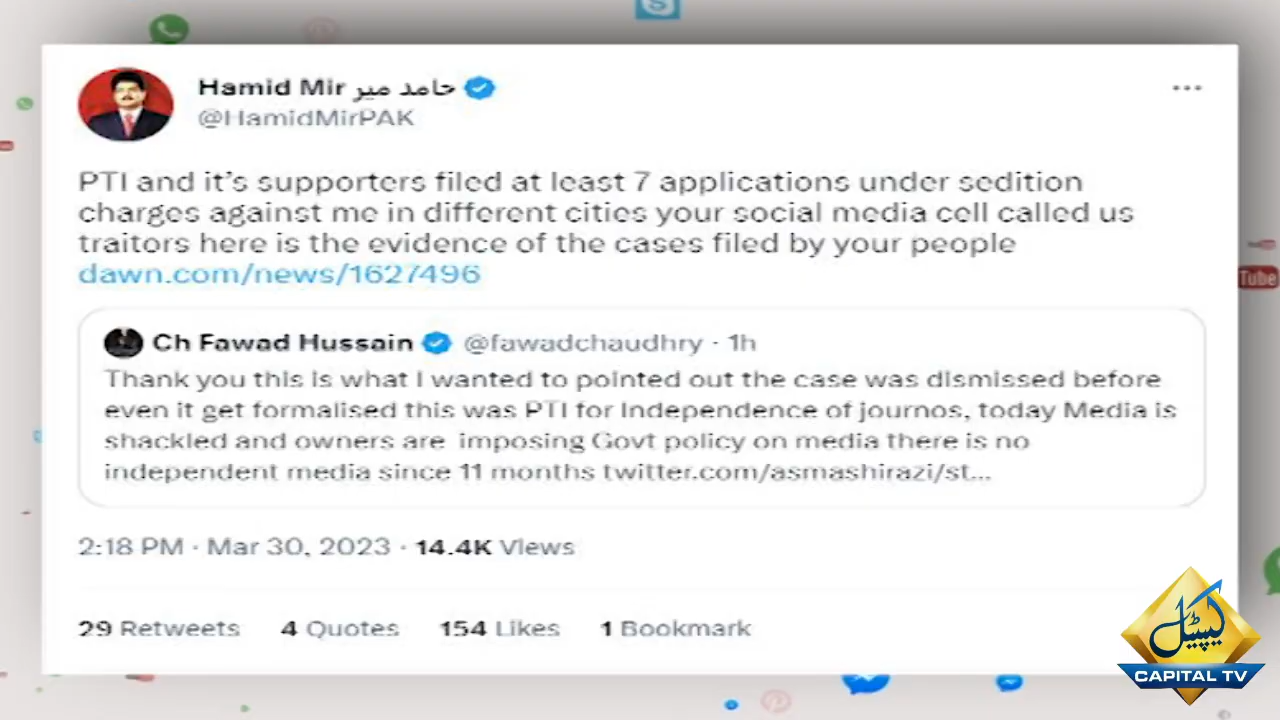 Hamid Mir حامد میر
@HamidMirPAK
PTI and it's supporters filed at least 7 applications under sedition
charges against me in different cities your social media cell called us
traitors here is the evidence of the cases filed by your people
dawn.com/news/1627496
Ch Fawad Hussain @fawadchaudhry · 1h
Thank you this is what I wanted to pointed out the case was dismissed before
even it get formalised this was PTI for Independence of journos, today Media is
shackled and owners are imposing Govt policy on media there is no
independent media since 11 months twitter.com/asmashirazi/st...
2:18 PM · Mar 30, 2023 · 14.4K Views
29 Retweets 4 Quotes 154 Likes 1 Bookmark
Tube
کیپیٹل
CAPITAL TV